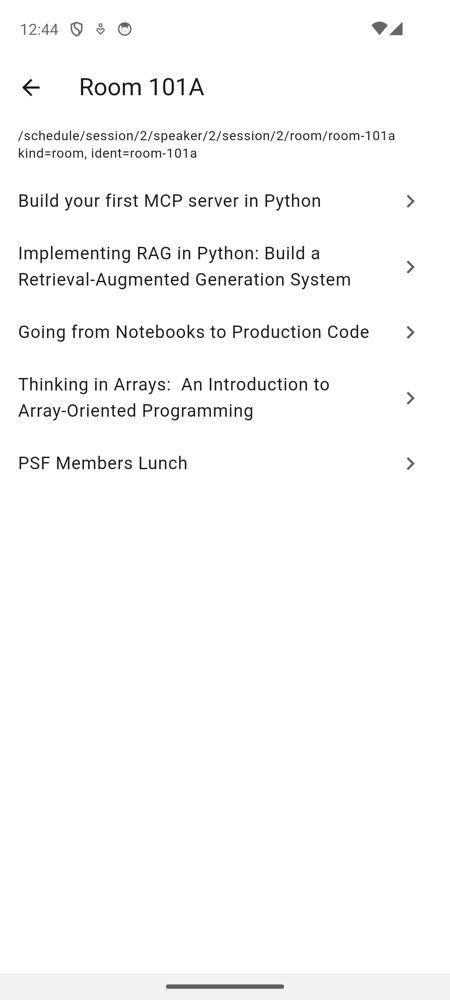 12:44
Room 101A
/schedule/session/2/speaker/2/session/2/room/room-101a
kind=room, ident=room-101a
Build your first MCP server in Python
Implementing RAG in Python: Build a
Retrieval-Augmented Generation System
Going from Notebooks to Production Code
Thinking in Arrays:  An Introduction to
Array-Oriented Programming
PSF Members Lunch